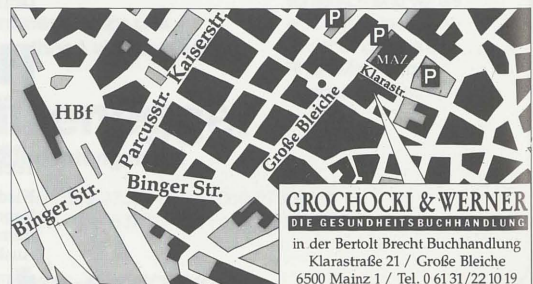 P
P
MAZ
P
Klarastr.
Kaiserstr.
Parcusstr.
HBf
Große Bleiche
Binger Str.
Binger Str.
GROCHOCKI & WERNER
DIE GESUNDHEITSBUCHHANDLUNG
in der Bertolt Brecht Buchhandlung
Klarastraße 21 / Große Bleiche
6500 Mainz 1 / Tel. 0 61 31/22 10 19